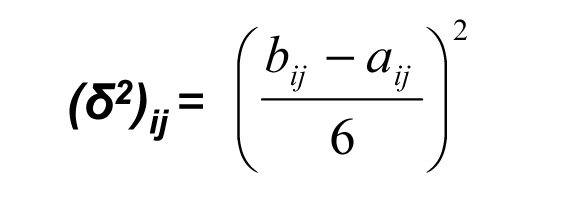 (δ²)ij = ((bij − aij) / 6)²